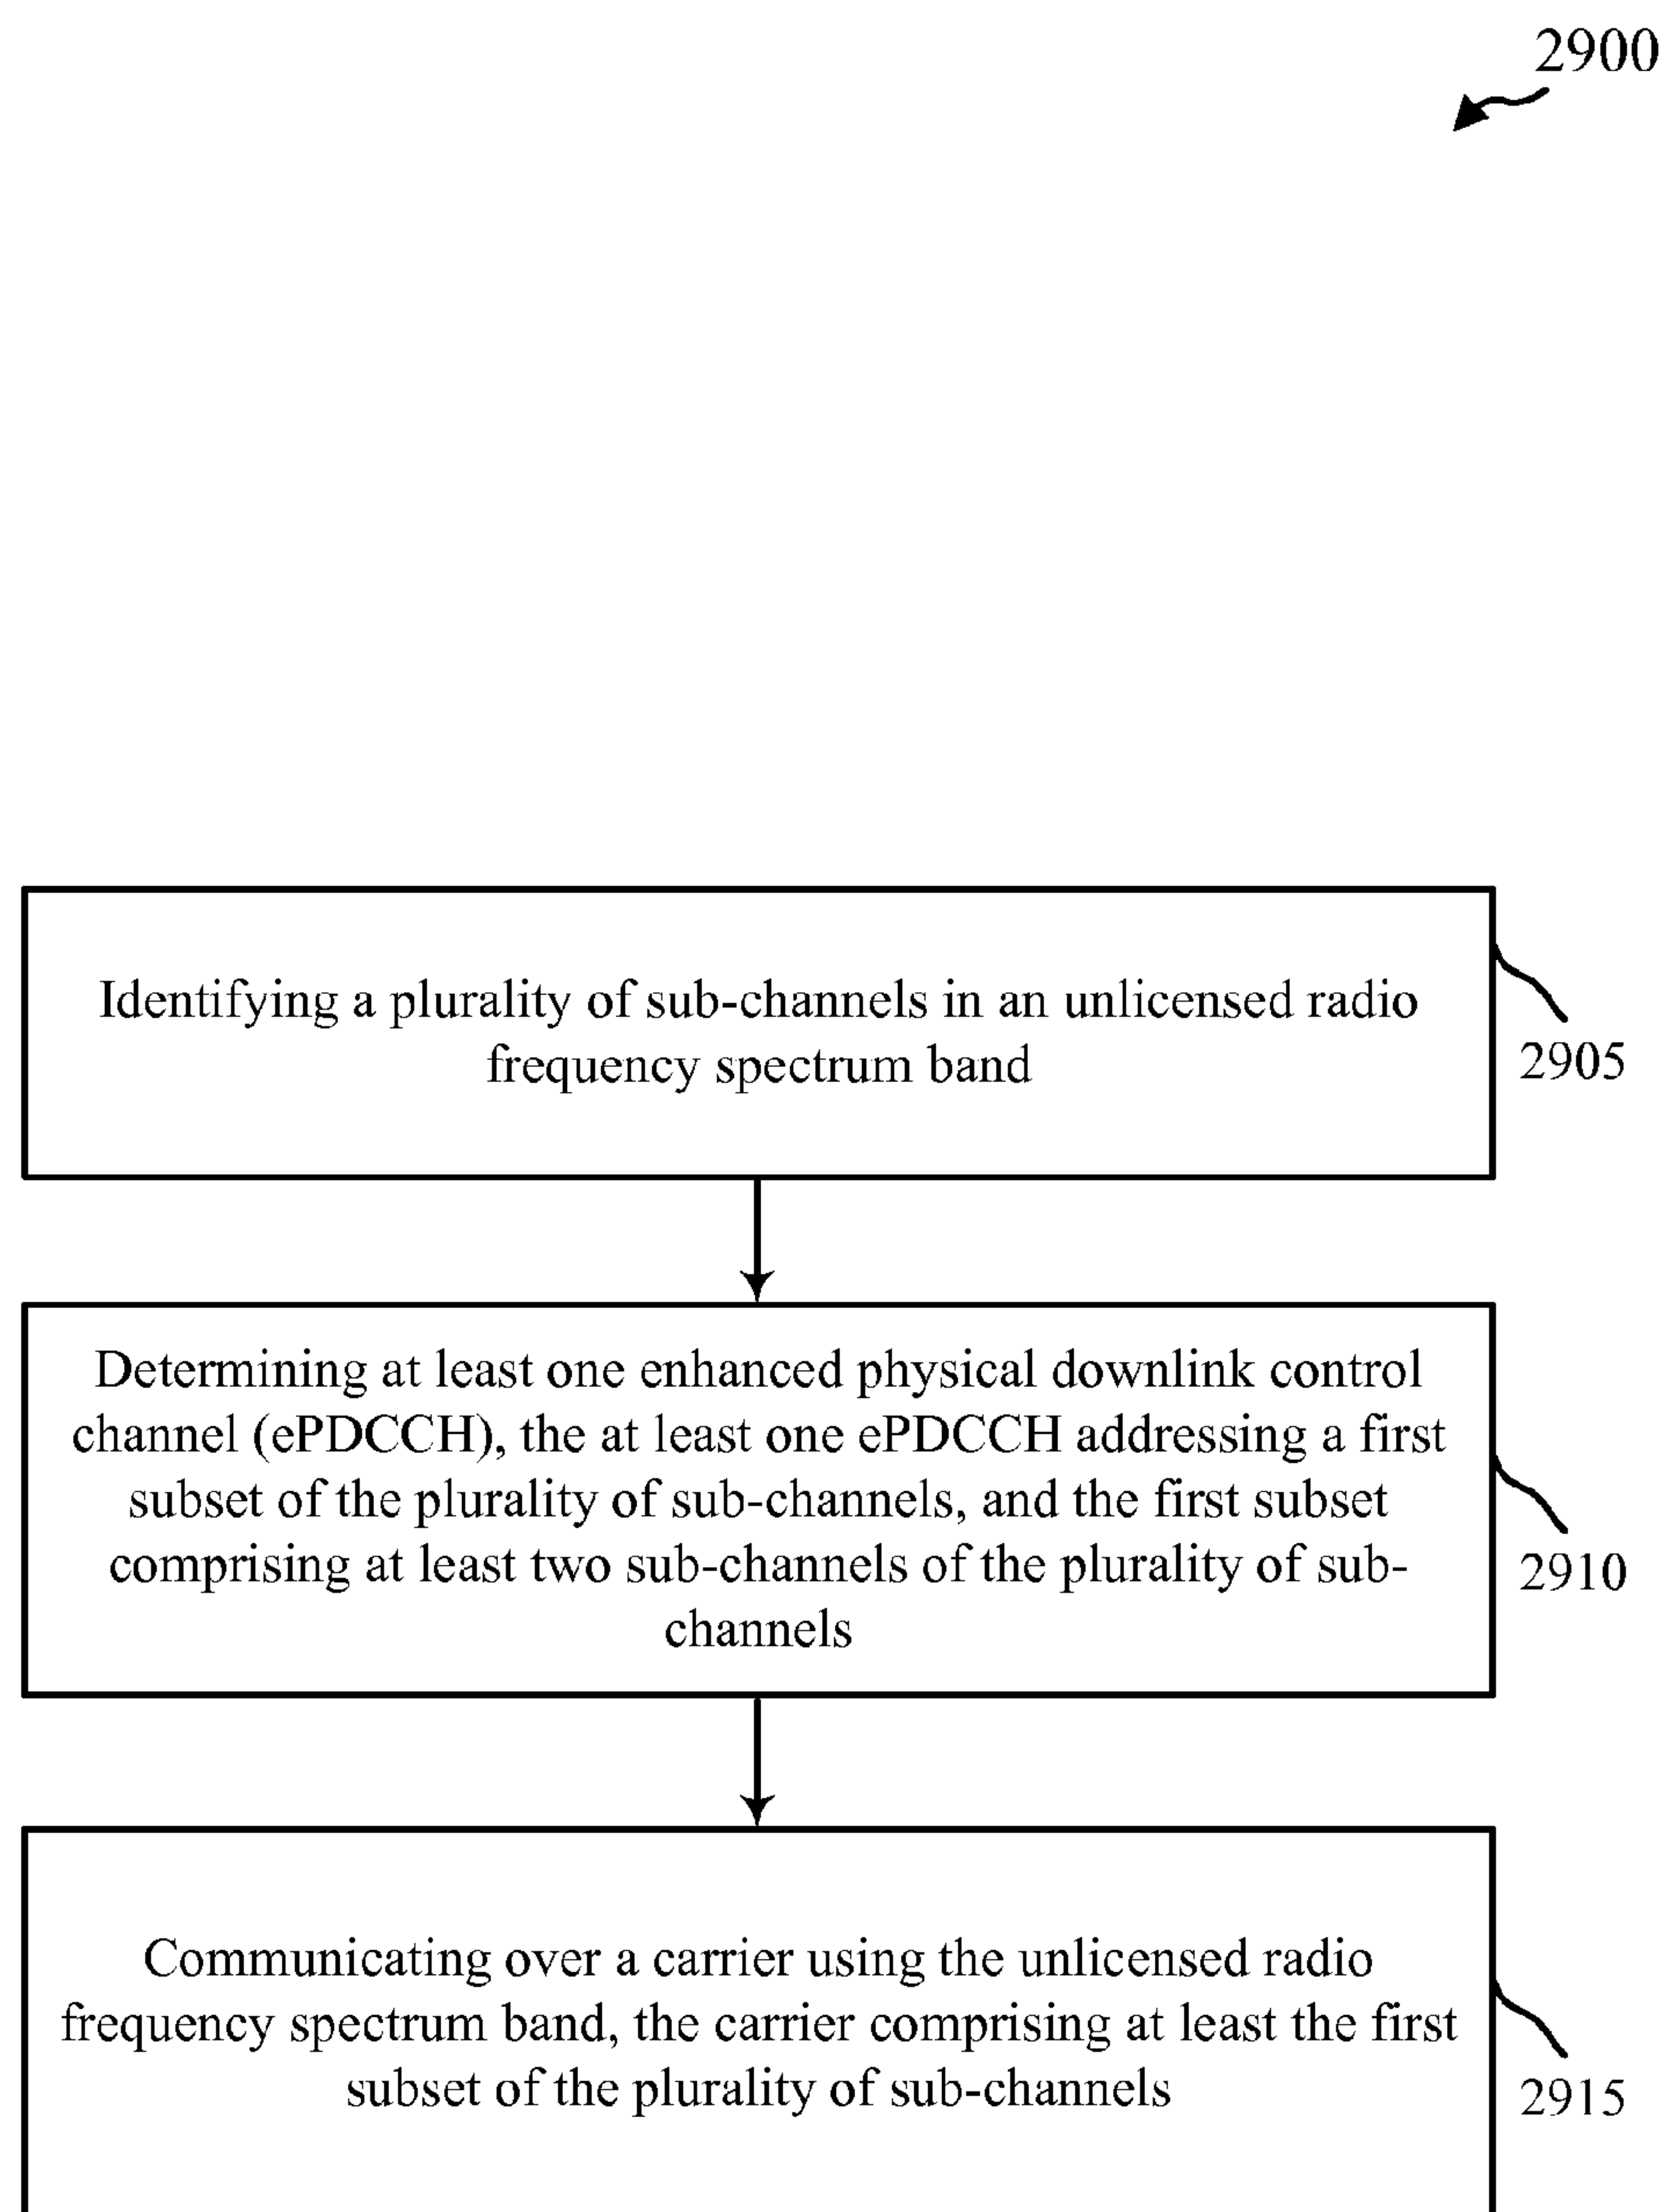 2900
Identifying a plurality of sub-channels in an unlicensed radio
frequency spectrum band
2905
Determining at least one enhanced physical downlink control
channel (ePDCCH), the at least one ePDCCH addressing a first
subset of the plurality of sub-channels, and the first subset
comprising at least two sub-channels of the plurality of sub-
channels
2910
Communicating over a carrier using the unlicensed radio
frequency spectrum band, the carrier comprising at least the first
subset of the plurality of sub-channels
2915